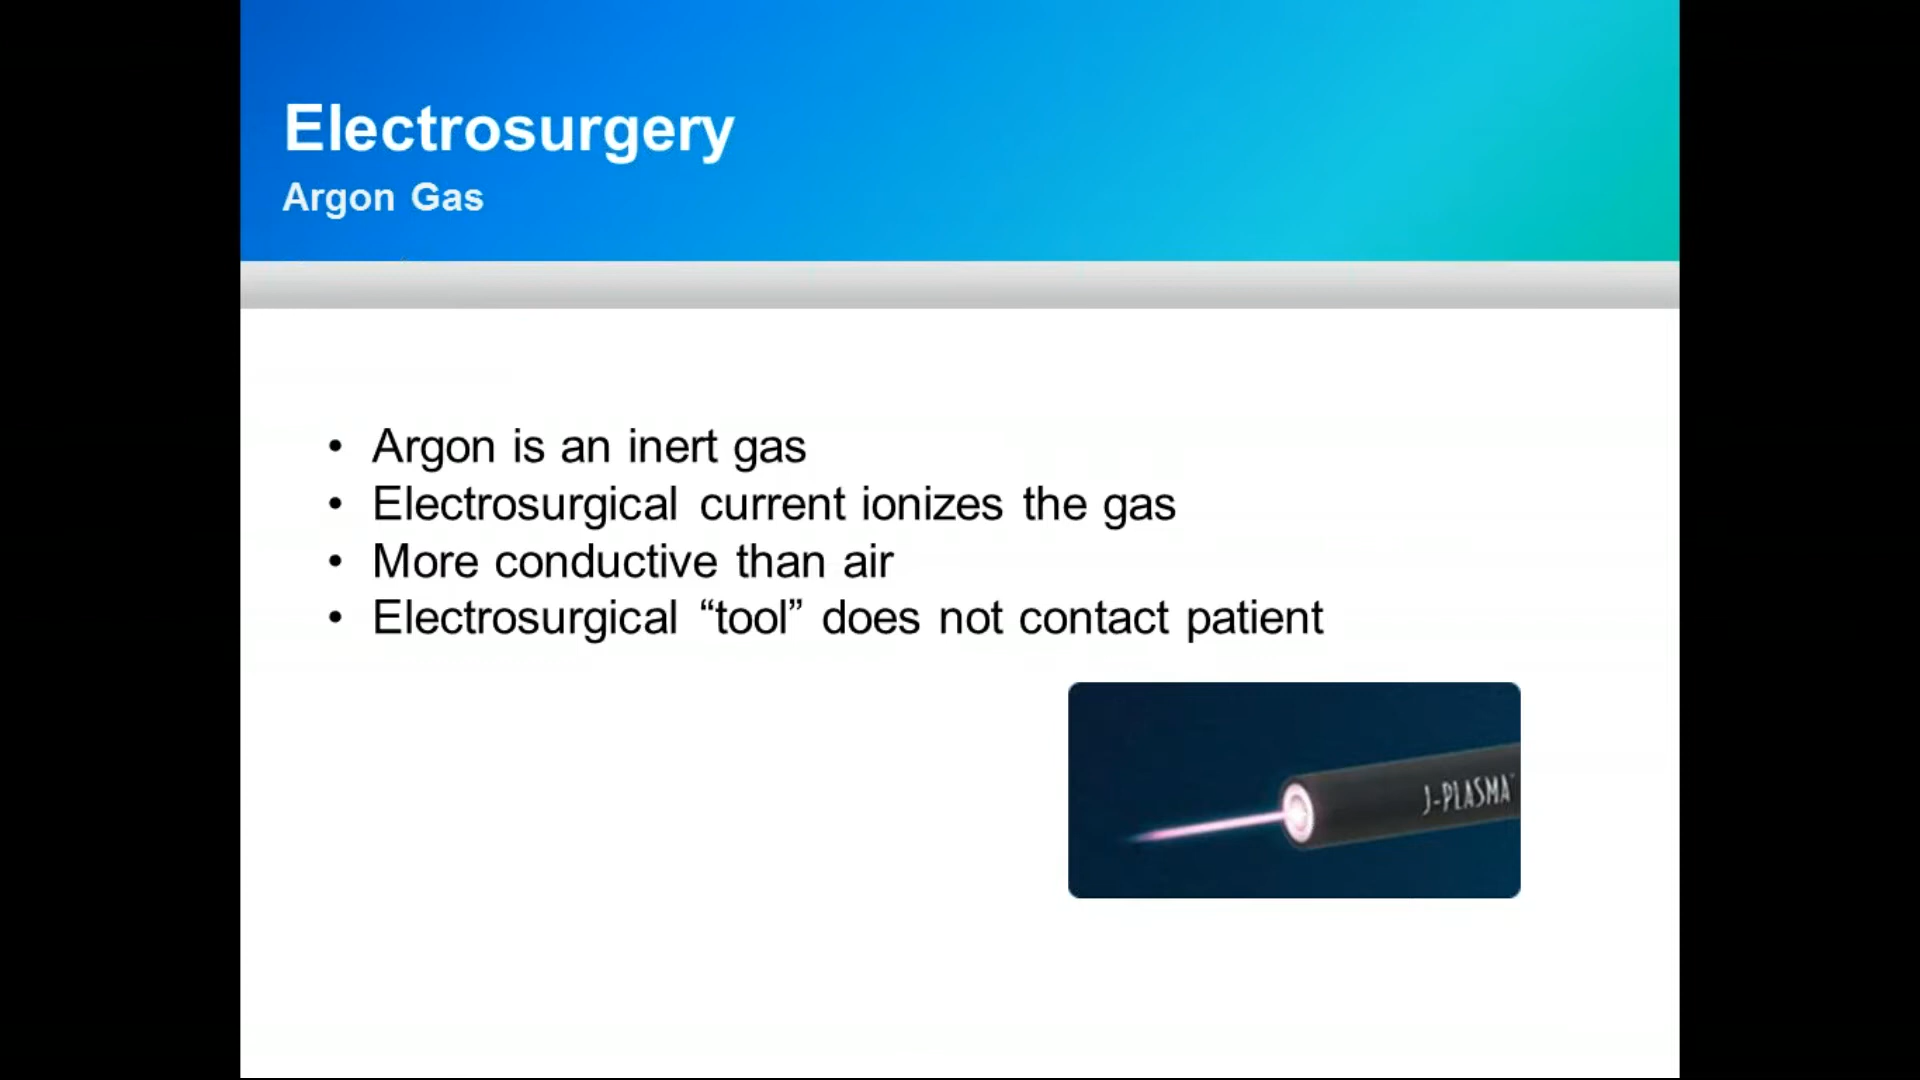 Electrosurgery
Argon Gas
• Argon is an inert gas
• Electrosurgical current ionizes the gas
• More conductive than air
• Electrosurgical “tool” does not contact patient
J-PLASMA™